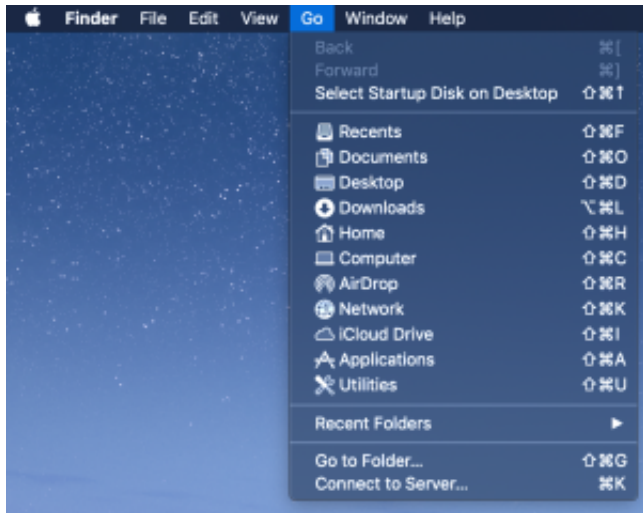 Finder File Edit View Go Window Help
Back ⌘[
Forward ⌘]
Select Startup Disk on Desktop ⇧⌘↑
Recents ⇧⌘F
Documents ⇧⌘O
Desktop ⇧⌘D
Downloads ⌥⌘L
Home ⇧⌘H
Computer ⇧⌘C
AirDrop ⇧⌘R
Network ⇧⌘K
iCloud Drive ⇧⌘I
Applications ⇧⌘A
Utilities ⇧⌘U
Recent Folders
Go to Folder... ⇧⌘G
Connect to Server... ⌘K